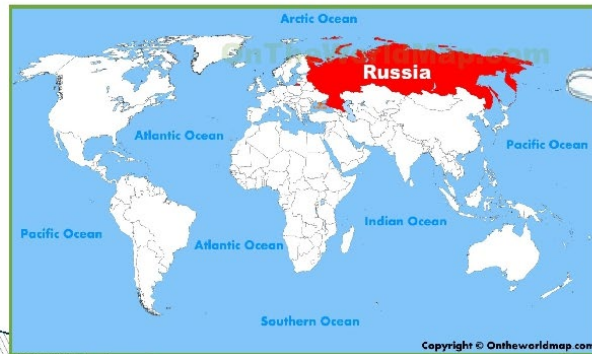 Arctic Ocean
OnTheWorldMap.com
Russia
Atlantic Ocean
Pacific Ocean
Indian Ocean
Pacific Ocean
Atlantic Ocean
Southern Ocean
Copyright © Ontheworldmap.com